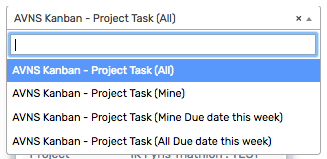 AVNS Kanban - Project Task (All)
AVNS Kanban - Project Task (All)
AVNS Kanban - Project Task (Mine)
AVNS Kanban - Project Task (Mine Due date this week)
AVNS Kanban - Project Task (All Due date this week)